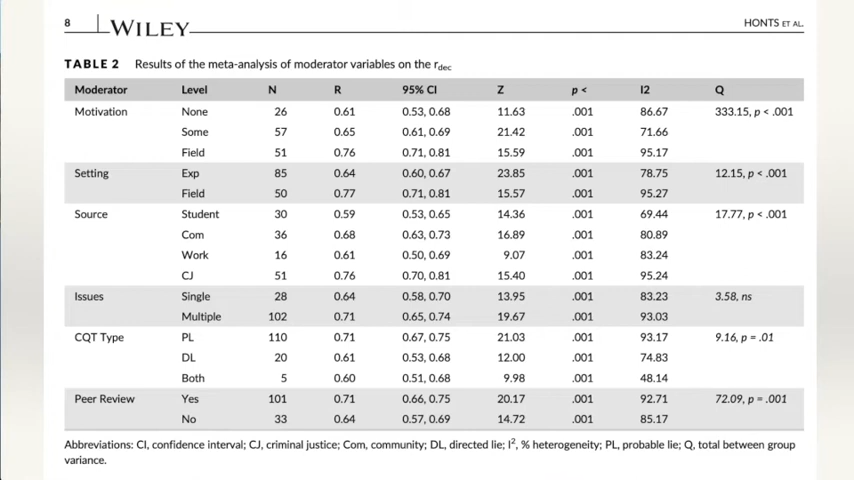 8 WILEY HONTS ET AL.
TABLE 2 Results of the meta-analysis of moderator variables on the rdec
Moderator Level N R 95% CI Z p < I2 Q
Motivation None 26 0.61 0.53, 0.68 11.63 .001 86.67 333.15, p < .001
Some 57 0.65 0.61, 0.69 21.42 .001 71.66
Field 51 0.76 0.71, 0.81 15.59 .001 95.17
Setting Exp 85 0.64 0.60, 0.67 23.85 .001 78.75 12.15, p < .001
Field 50 0.77 0.71, 0.81 15.57 .001 95.27
Source Student 30 0.59 0.53, 0.65 14.36 .001 69.44 17.77, p < .001
Com 36 0.68 0.63, 0.73 16.89 .001 80.89
Work 16 0.61 0.50, 0.69 9.07 .001 83.24
CJ 51 0.76 0.70, 0.81 15.40 .001 95.24
Issues Single 28 0.64 0.58, 0.70 13.95 .001 83.23 3.58, ns
Multiple 102 0.71 0.65, 0.74 19.67 .001 93.03
CQT Type PL 110 0.71 0.67, 0.75 21.03 .001 93.17 9.16, p = .01
DL 20 0.61 0.53, 0.68 12.00 .001 74.83
Both 5 0.60 0.51, 0.68 9.98 .001 48.14
Peer Review Yes 101 0.71 0.66, 0.75 20.17 .001 92.71 72.09, p = .001
No 33 0.64 0.57, 0.69 14.72 .001 85.17
Abbreviations: CI, confidence interval; CJ, criminal justice; Com, community; DL, directed lie; I², % heterogeneity; PL, probable lie; Q, total between group
variance.